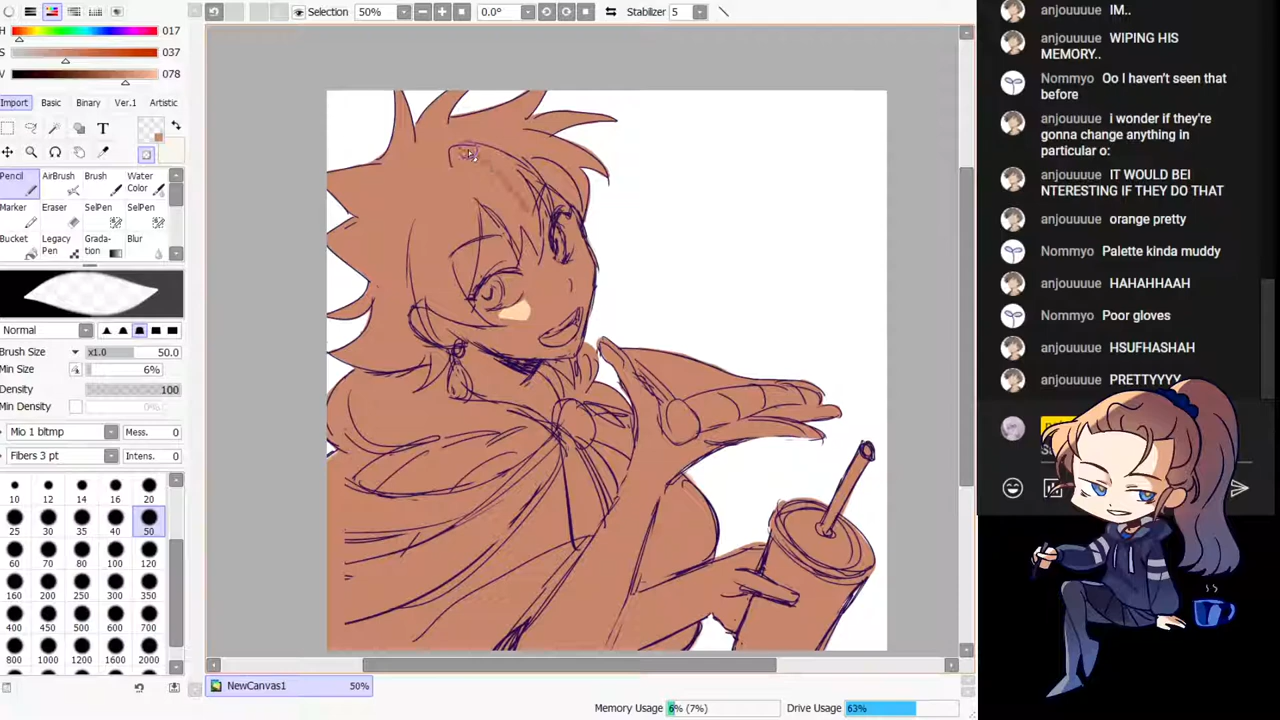 Selection
50%
0.0°
Stabilizer
5
H
017
S
037
V
078
Import
Basic
Binary
Ver.1
Artistic
T
Pencil
AirBrush
Brush
Water
Color
Marker
Eraser
SelPen
SelPen
Bucket
Legacy
Pen
Grada-
tion
Blur
Normal
Brush Size
x1.0
50.0
Min Size
6%
Density
100
Min Density
0%
Mio 1 bltmp
Mess.
0
Fibers 3 pt
Intens.
0
10 12 14 16 20
25 30 35 40 50
60 70 80 100 120
160 200 250 300 350
400 450 500 600 700
800 1000 1200 1600 2000
NewCanvas1
50%
Memory Usage
6% (7%)
Drive Usage
63%
anjouuuue IM..
anjouuuue WIPING HIS
MEMORY..
Nommyo Oo I haven't seen that
before
anjouuuue i wonder if they're
gonna change anything in
particular o:
anjouuuue IT WOULD BEI
NTERESTING IF THEY DO THAT
anjouuuue orange pretty
Nommyo Palette kinda muddy
anjouuuue HAHAHHAAH
Nommyo Poor gloves
anjouuuue HSUFHASHAH
anjouuuue PRETTYYYY